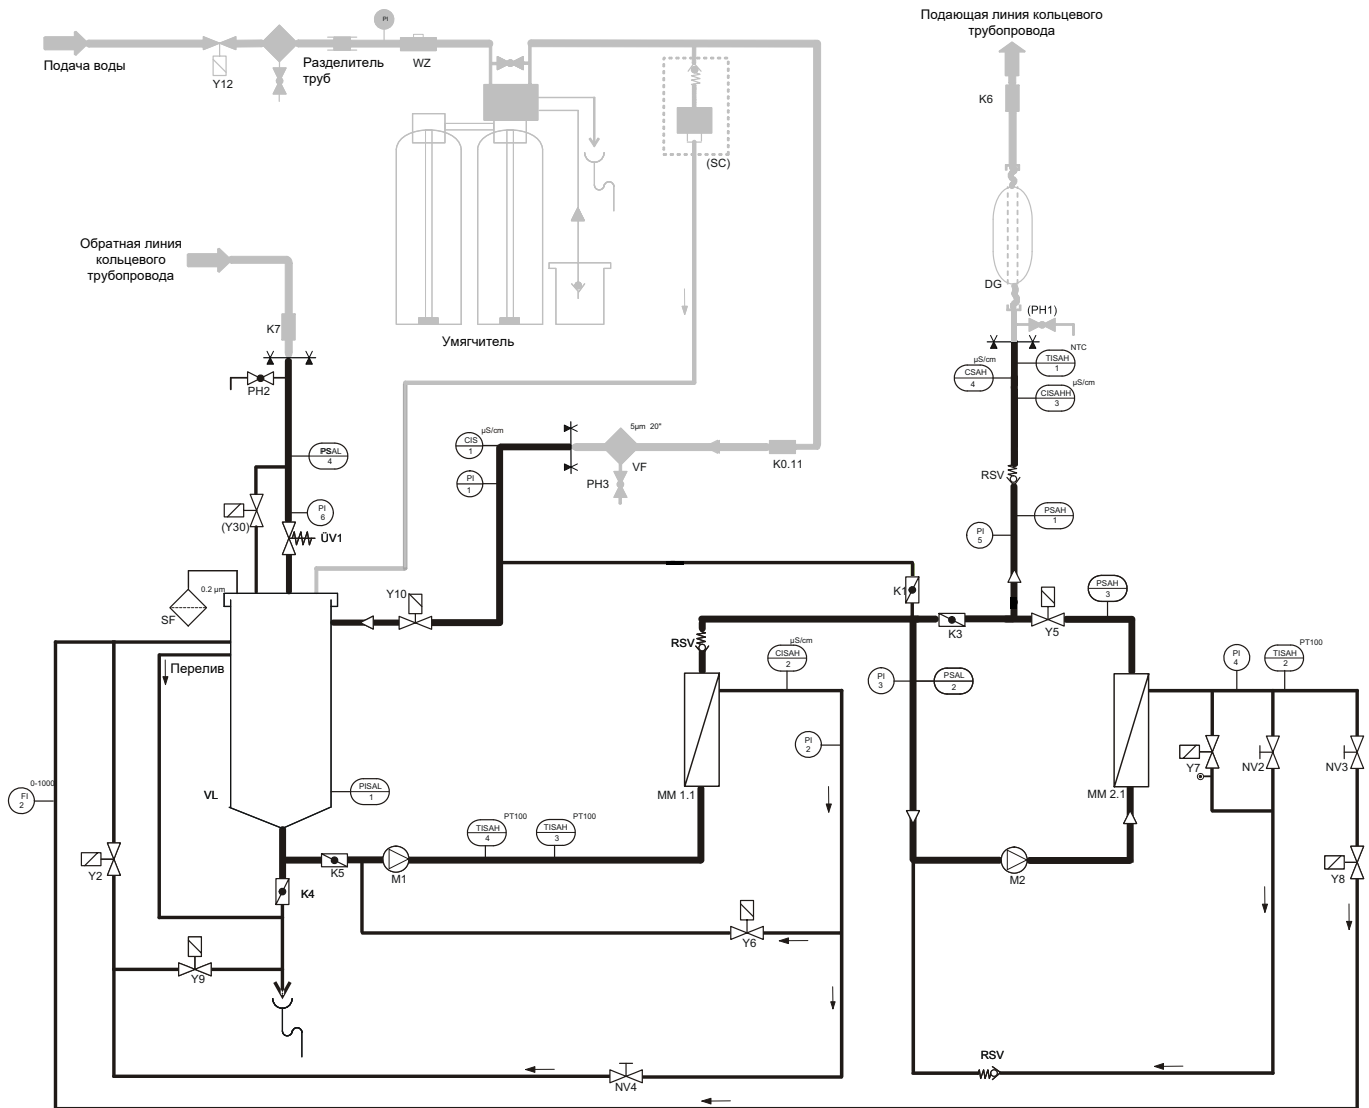 Подающая линия кольцевого
трубопровода
PI
Подача воды
Y12
Разделитель
труб
WZ
K6
(SC)
Обратная линия
кольцевого
трубопровода
K7
Умягчитель
DG
(PH1)
NTC
TISAH
1
µS/cm
CSAH
4
µS/cm
CISAHH
3
PH2
PSAL
4
µS/cm
CIS
1
5µm 20"
VF
K0.11
PH3
PI
1
RSV
(Y30)
PI
6
ÜV1
PSAH
1
PI
5
0.2 µm
SF
Y10
K1
PSAH
3
K3
Y5
RSV
µS/cm
CISAH
2
PI
3
PSAL
2
PI
4
TISAH
2
PT100
Перелив
PI
2
Y7
NV2
NV3
0-1000
FI
2
VL
PISAL
1
MM 1.1
MM 2.1
TISAH
4
PT100
TISAH
3
PT100
Y2
K5
M1
M2
Y8
K4
Y6
Y9
RSV
NV4